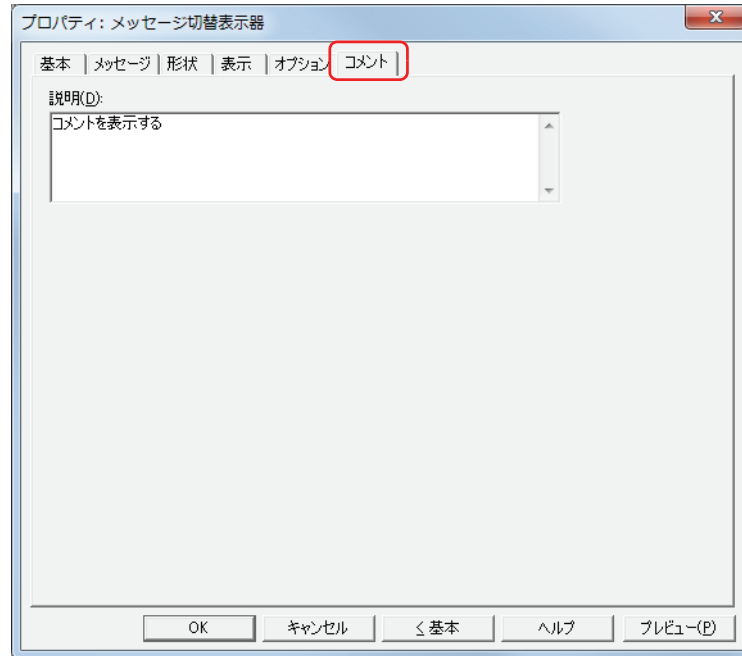 プロパティ: メッセージ切替表示器
基本 メッセージ 形状 表示 オプション コメント
説明(D):
コメントを表示する
OK キャンセル < 基本 ヘルプ プレビュー(P)